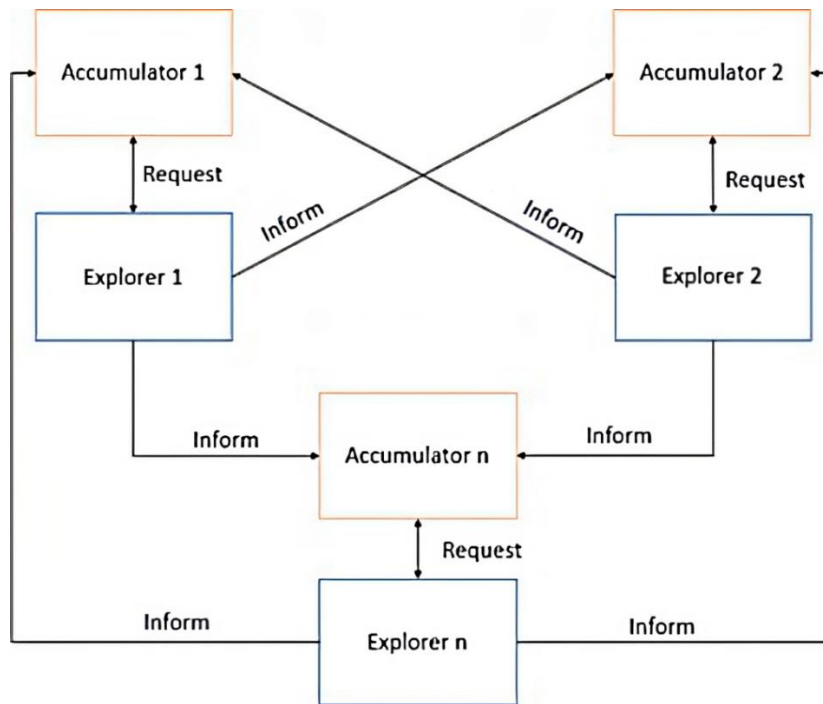 Accumulator 1
Accumulator 2
Request
Request
Inform
Inform
Explorer 1
Explorer 2
Inform
Inform
Accumulator n
Request
Inform
Inform
Explorer n